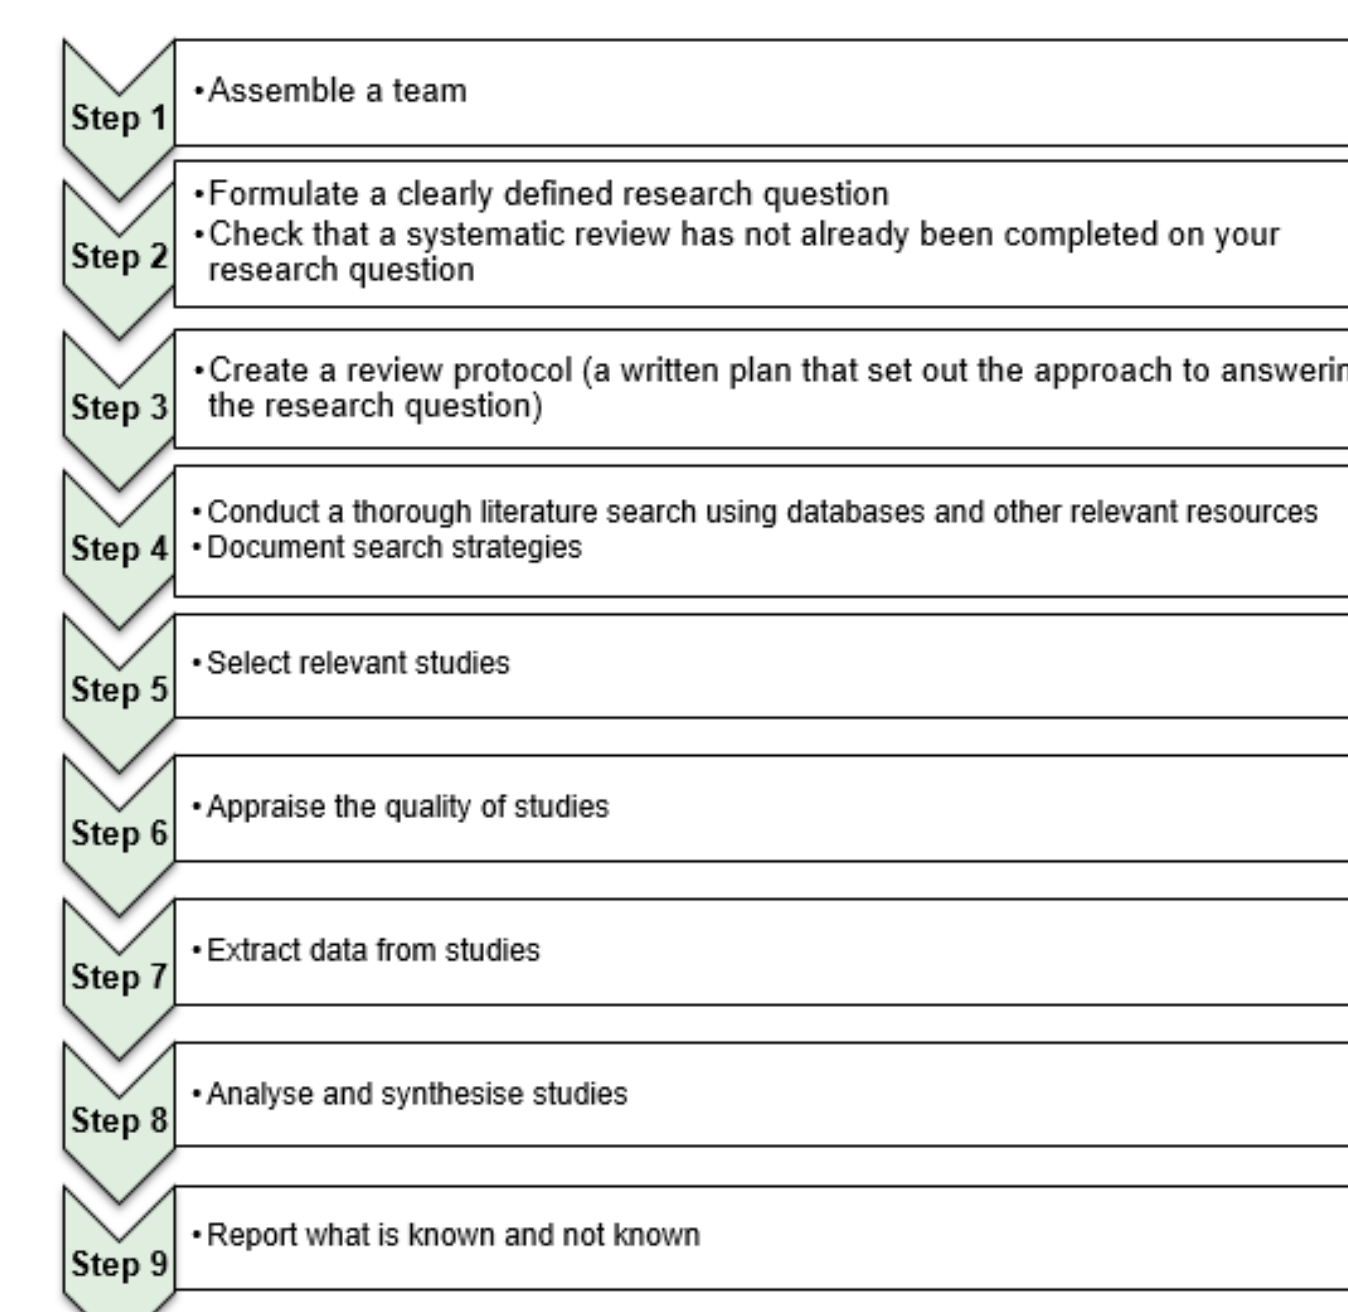 Step 1
•Assemble a team
Step 2
•Formulate a clearly defined research question
•Check that a systematic review has not already been completed on your
research question
Step 3
•Create a review protocol (a written plan that set out the approach to answerin
the research question)
Step 4
•Conduct a thorough literature search using databases and other relevant resources
•Document search strategies
Step 5
•Select relevant studies
Step 6
•Appraise the quality of studies
Step 7
•Extract data from studies
Step 8
•Analyse and synthesise studies
Step 9
•Report what is known and not known